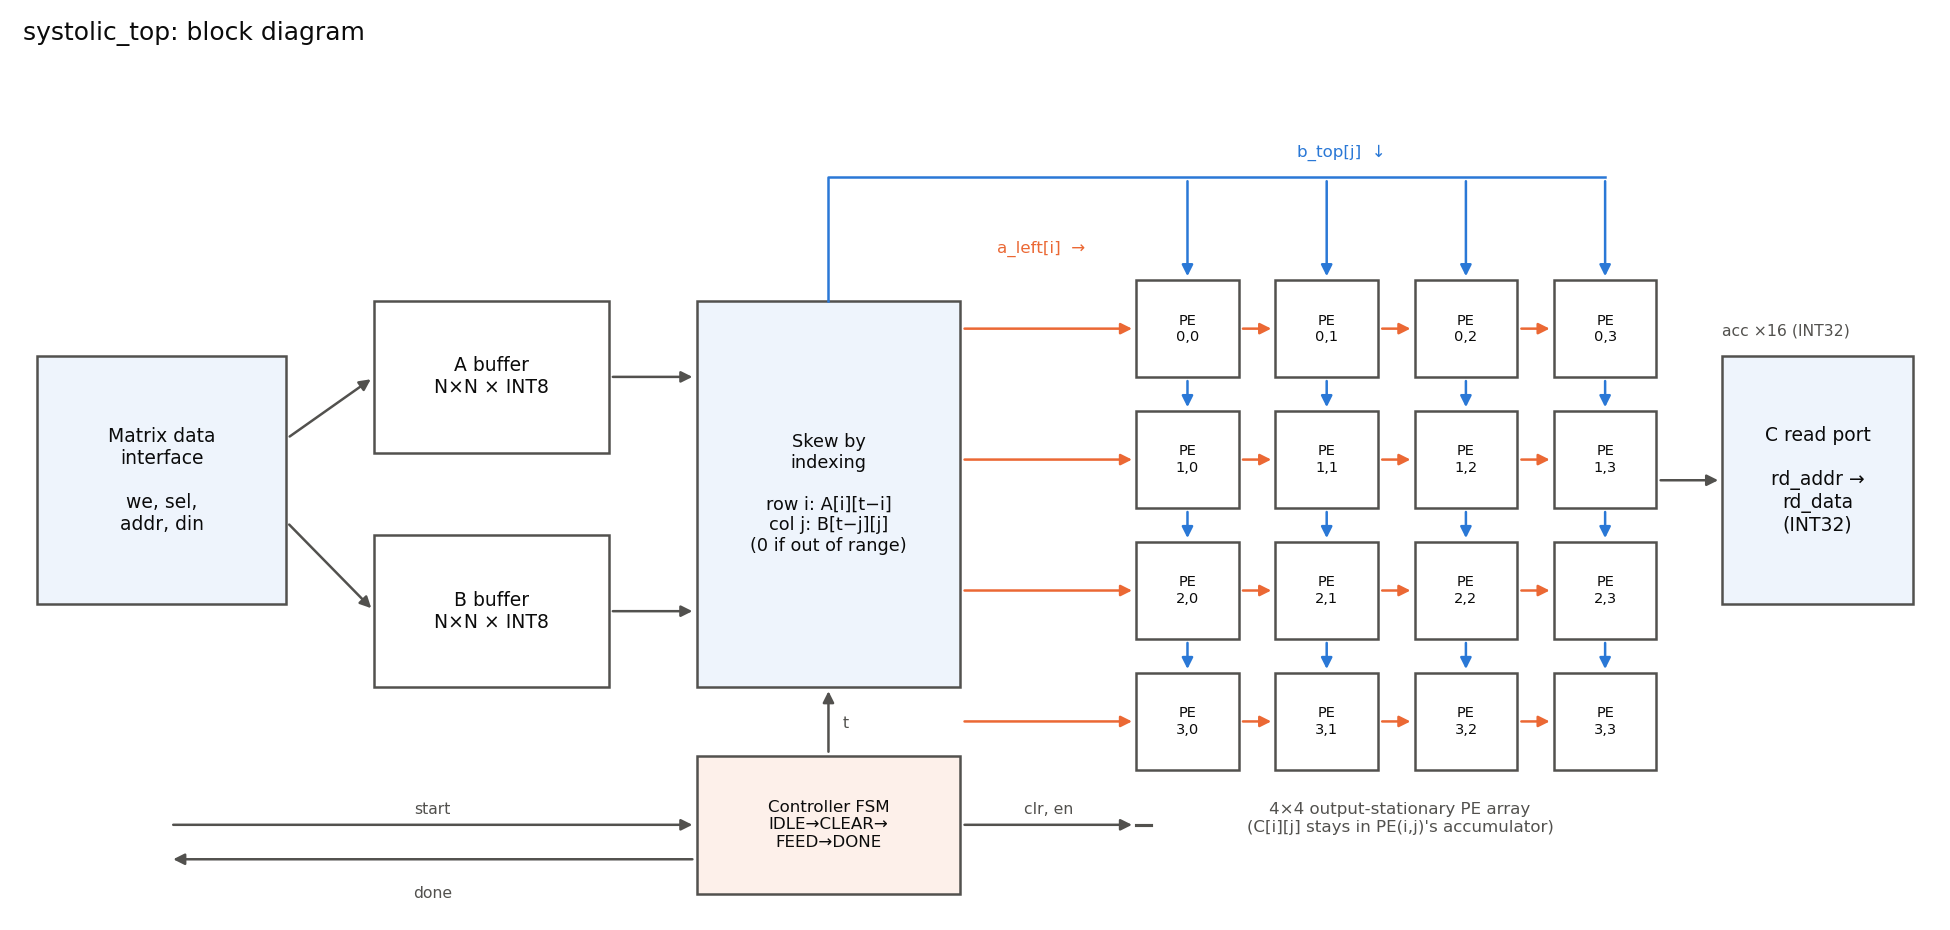 systolic_top: block diagram
b_top[j] ↓
a_left[i] →
Matrix data
interface
we, sel,
addr, din
A buffer
N×N × INT8
B buffer
N×N × INT8
Skew by
indexing
row i: A[i][t−i]
col j: B[t−j][j]
(0 if out of range)
PE
0,0
PE
0,1
PE
0,2
PE
0,3
PE
1,0
PE
1,1
PE
1,2
PE
1,3
PE
2,0
PE
2,1
PE
2,2
PE
2,3
PE
3,0
PE
3,1
PE
3,2
PE
3,3
acc ×16 (INT32)
C read port
rd_addr →
rd_data
(INT32)
t
start
done
Controller FSM
IDLE→CLEAR→
FEED→DONE
clr, en
4×4 output-stationary PE array
(C[i][j] stays in PE(i,j)'s accumulator)